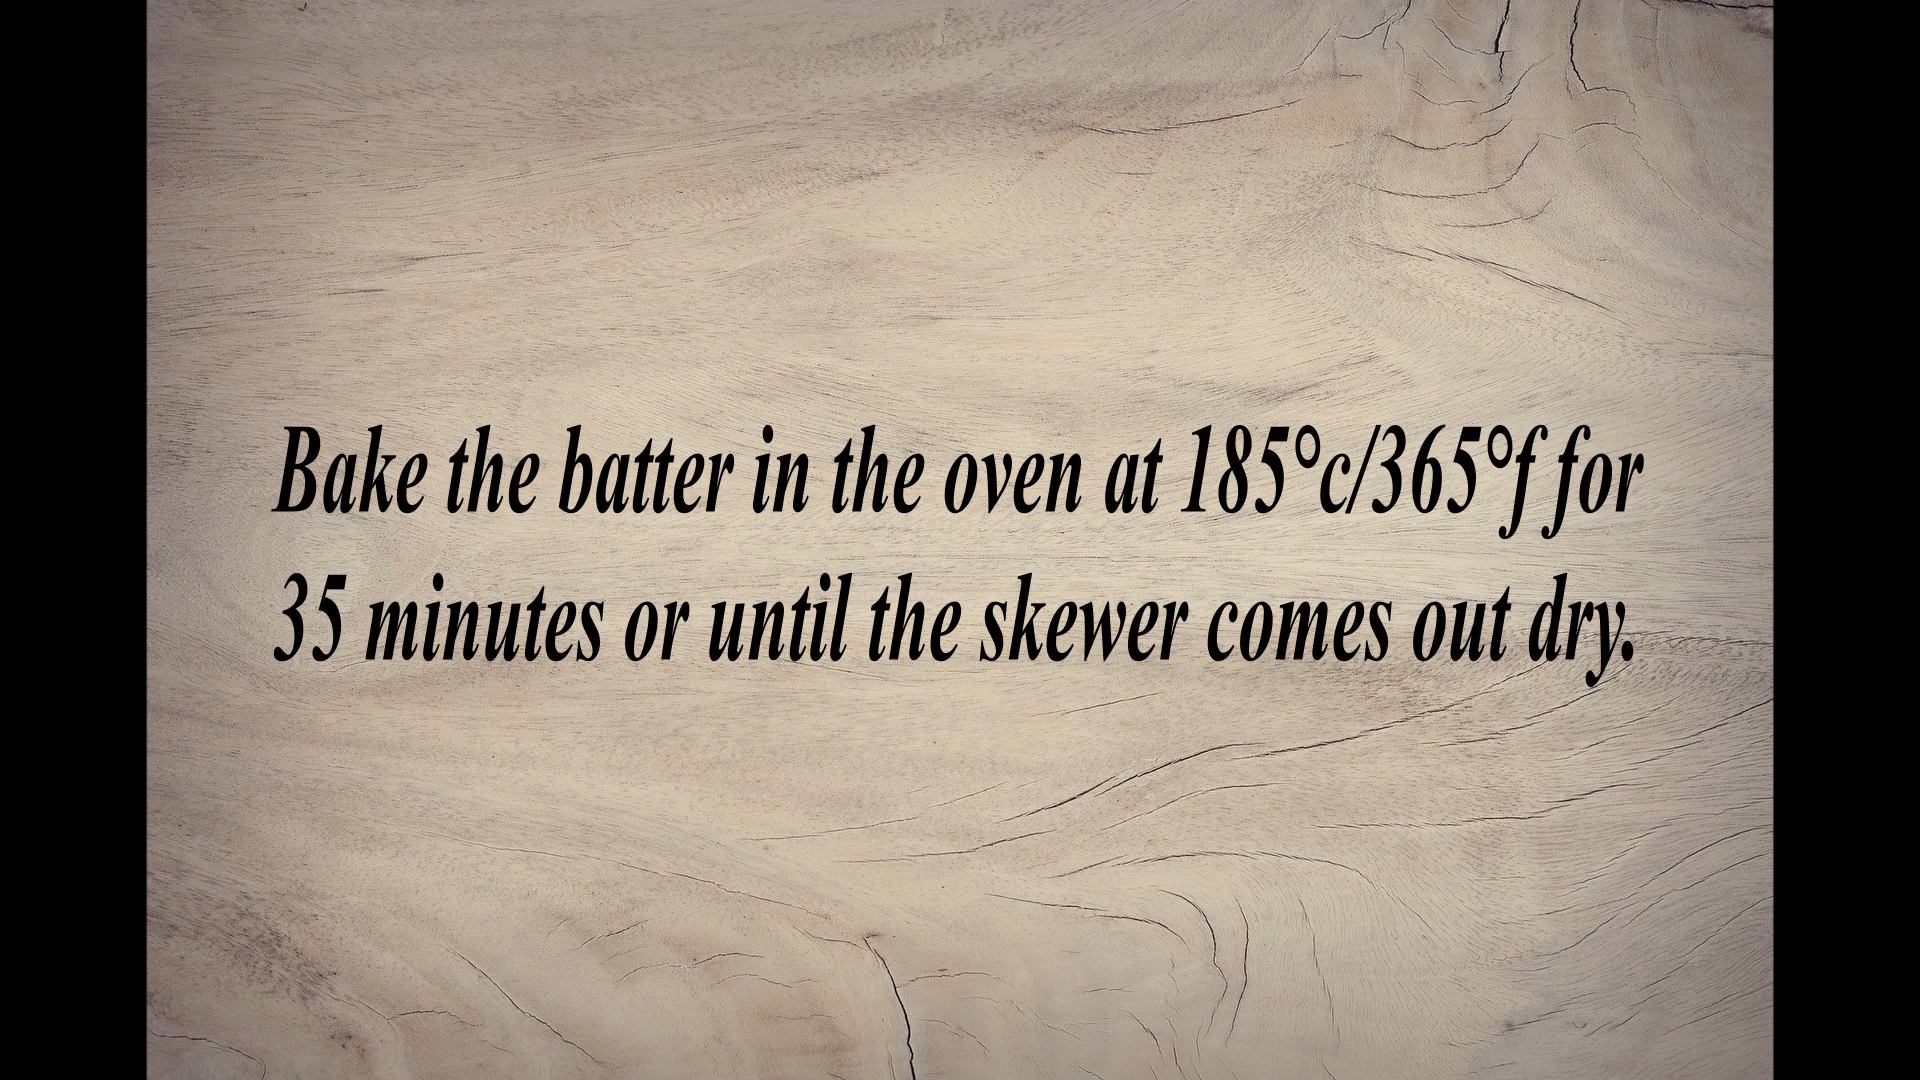 Bake the batter in the oven at 185°c/365°f for
35 minutes or until the skewer comes out dry.